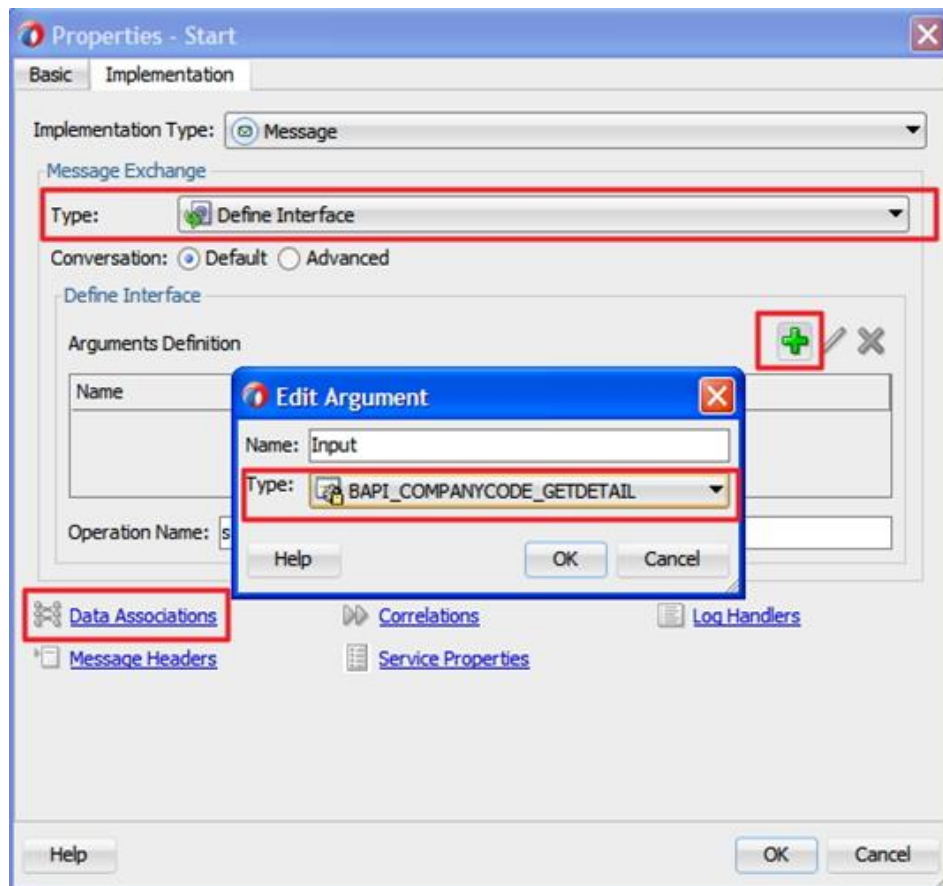 Properties - Start
Basic Implementation
Implementation Type: Message
Message Exchange
Type: Define Interface
Conversation: Default Advanced
Define Interface
Arguments Definition
Name
Edit Argument
Name: Input
Type: BAPI_COMPANYCODE_GETDETAIL
Operation Name: s
Help OK Cancel
Data Associations Correlations Log Handlers
Message Headers Service Properties
Help OK Cancel